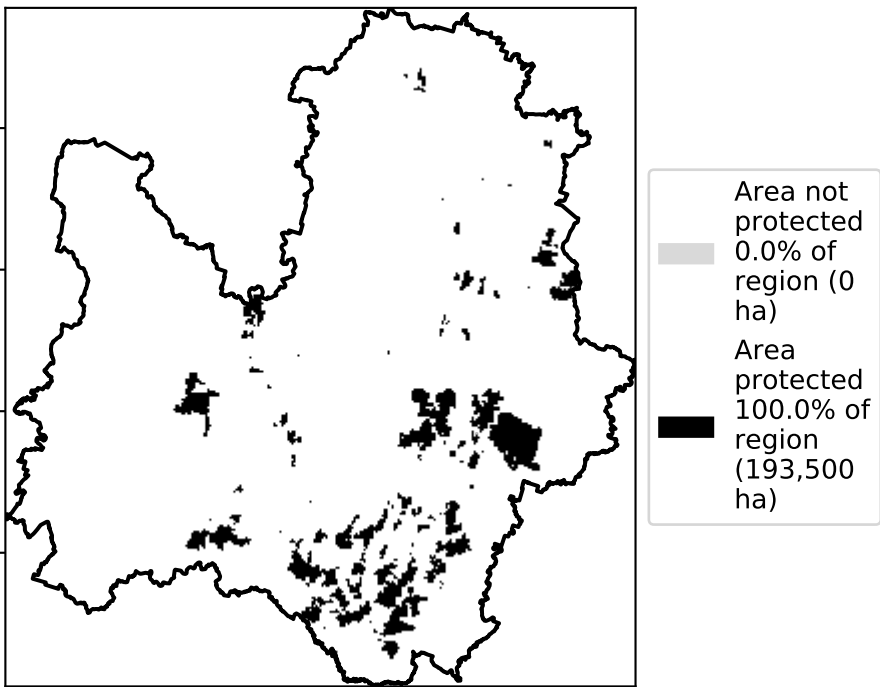 Area not
protected
0.0% of
region (0
ha)
Area
protected
100.0% of
region
(193,500
ha)